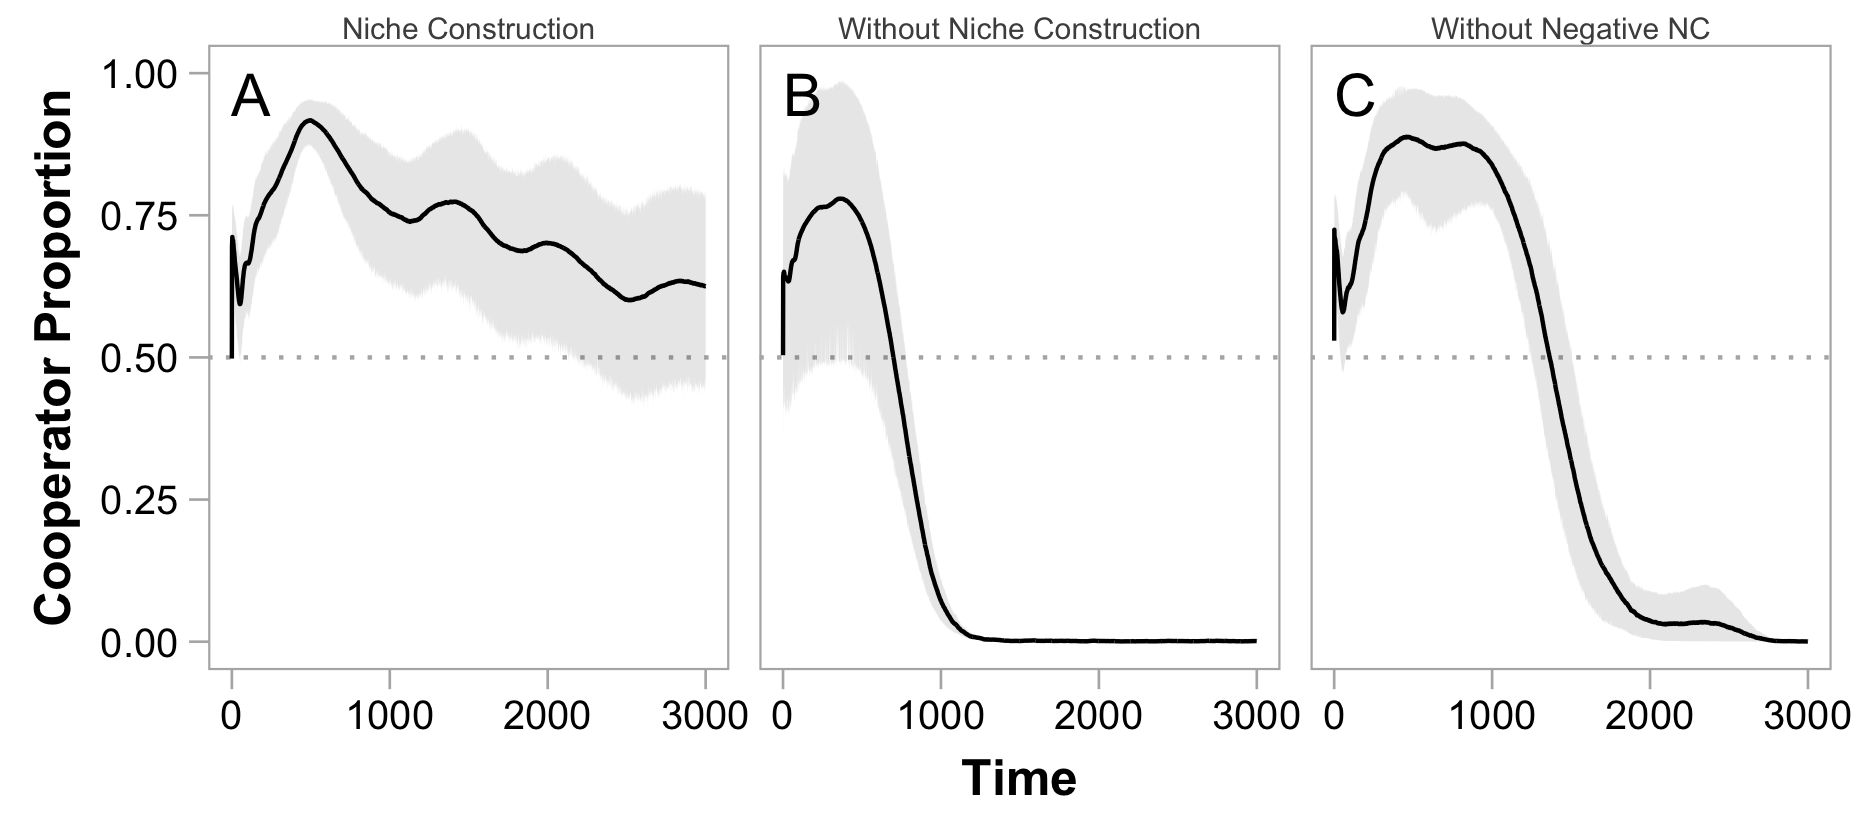 Niche Construction
Without Niche Construction
Without Negative NC
A
B
C
Cooperator Proportion
1.00
0.75
0.50
0.25
0.00
0 1000 2000 3000
0 1000 2000 3000
0 1000 2000 3000
Time